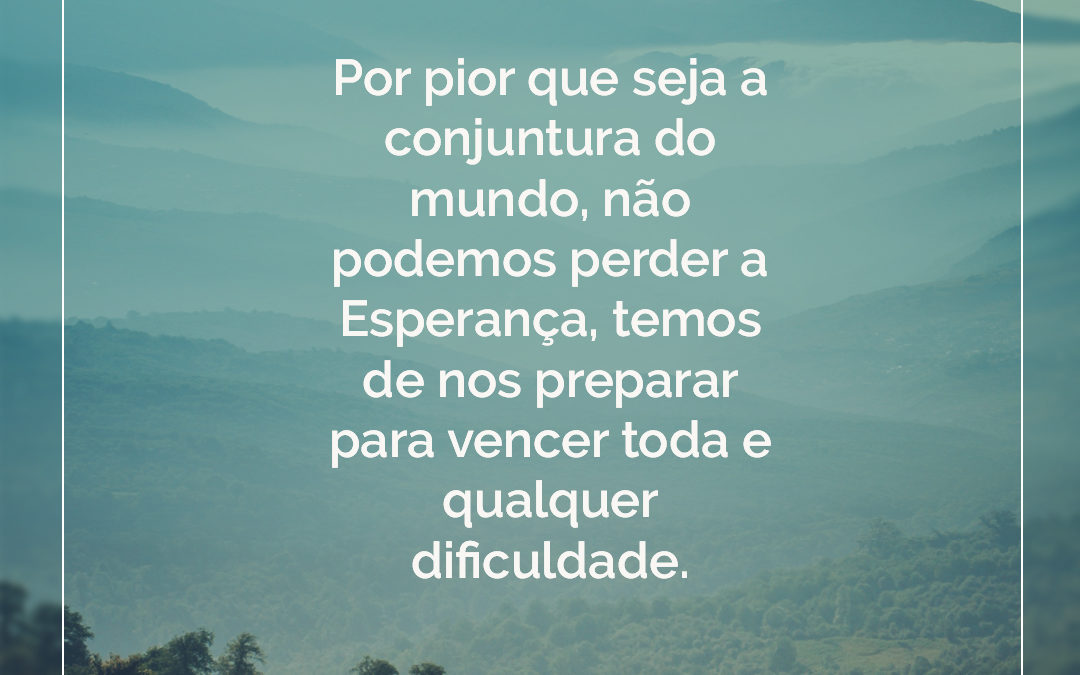 Por pior que seja a
conjuntura do
mundo, não
podemos perder a
Esperança, temos
de nos preparar
para vencer toda e
qualquer
dificuldade.